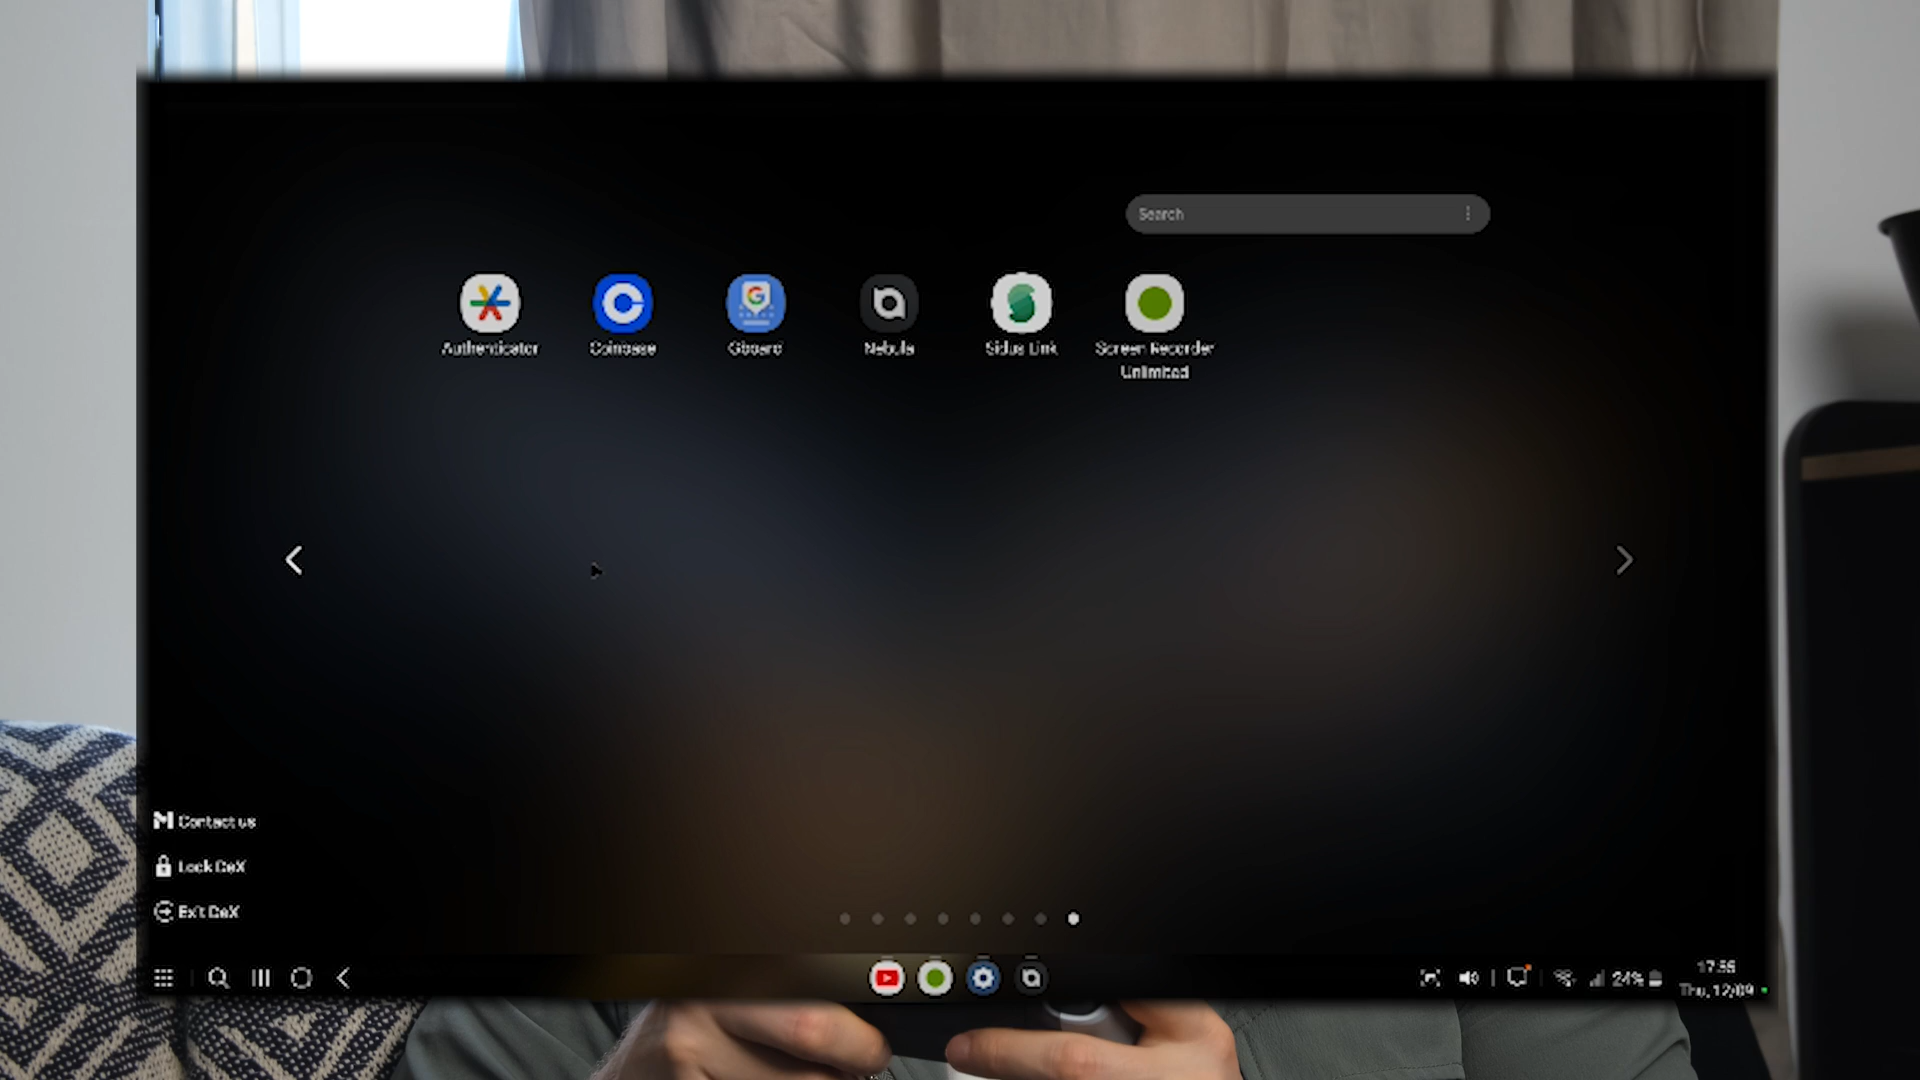 Search
Authenticator
Coinbase
Gboard
Nebula
Sidus Link
Screen Recorder
Unlimited
Contact us
Lock DeX
Exit DeX
24%
17:55
Thu, 12/09